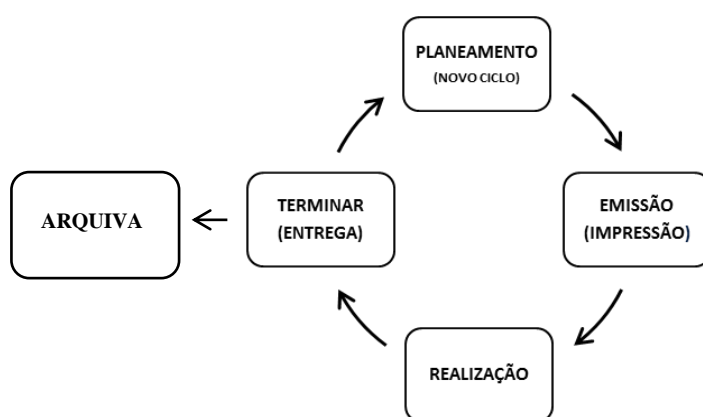 PLANEAMENTO
(NOVO CICLO)
EMISSÃO
(IMPRESSÃO)
REALIZAÇÃO
TERMINAR
(ENTREGA)
ARQUIVA